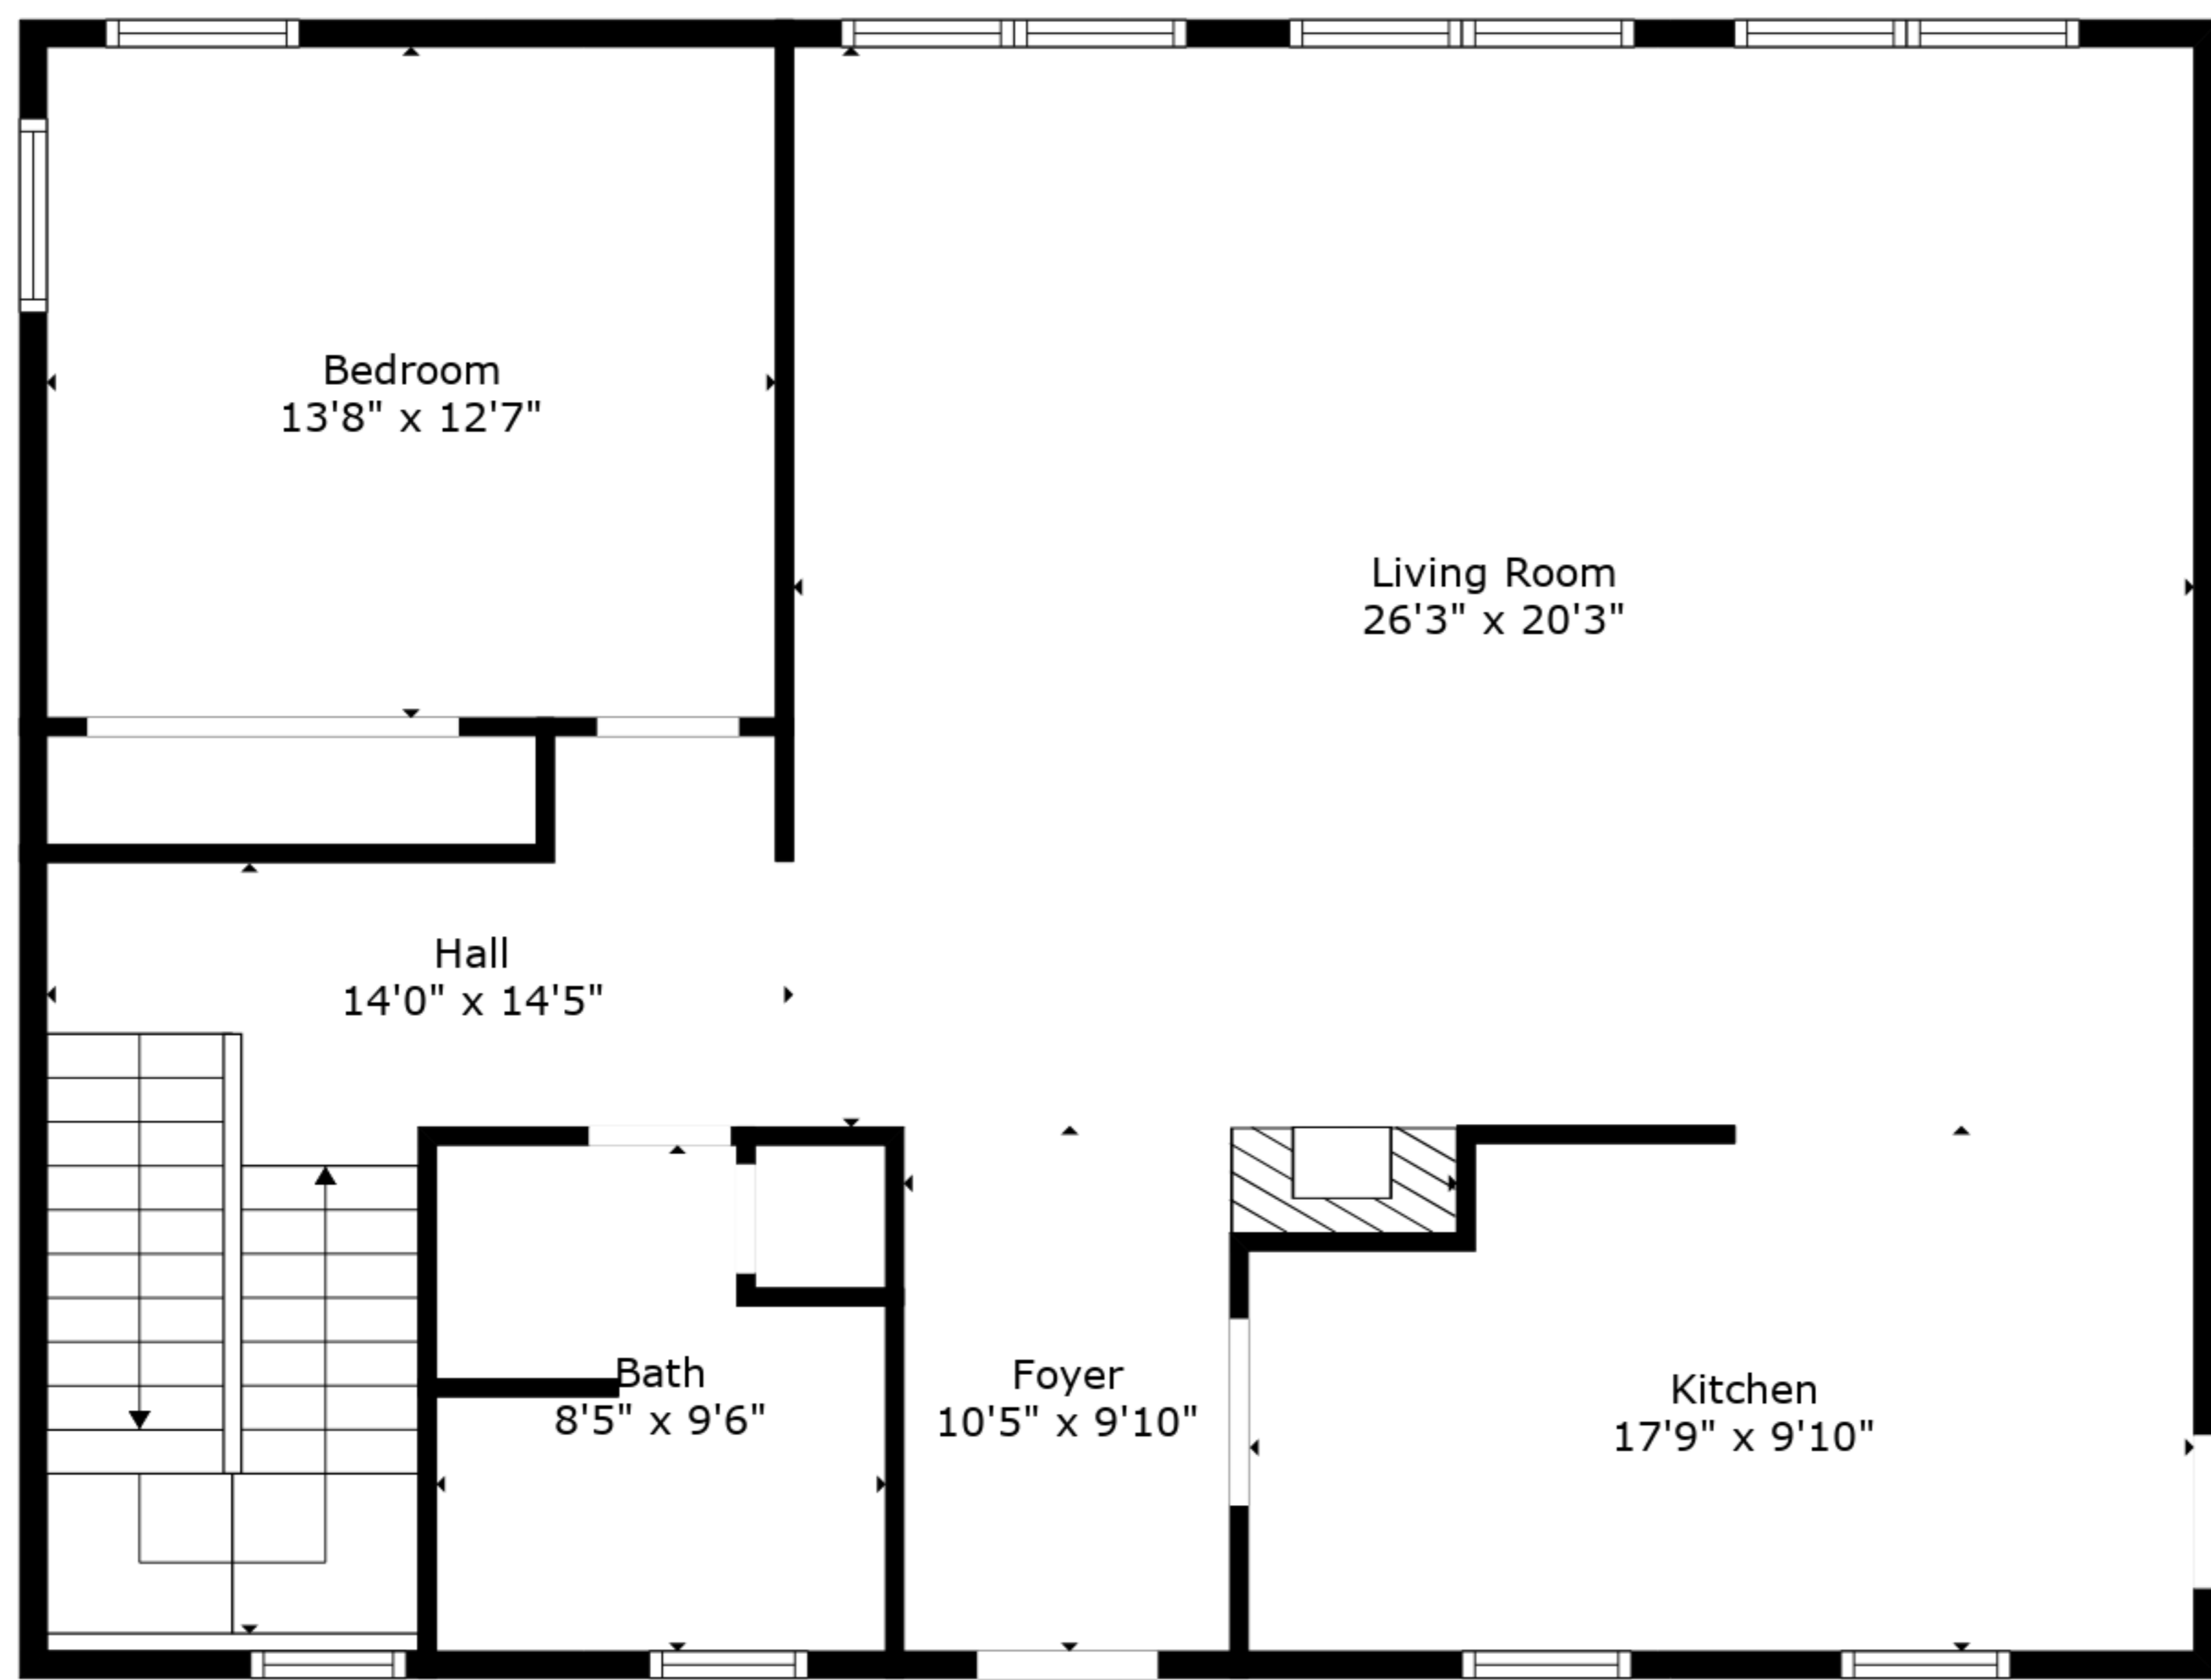 Bedroom
13'8" x 12'7"
Living Room
26'3" x 20'3"
Hall
14'0" x 14'5"
Bath
8'5" x 9'6"
Foyer
10'5" x 9'10"
Kitchen
17'9" x 9'10"